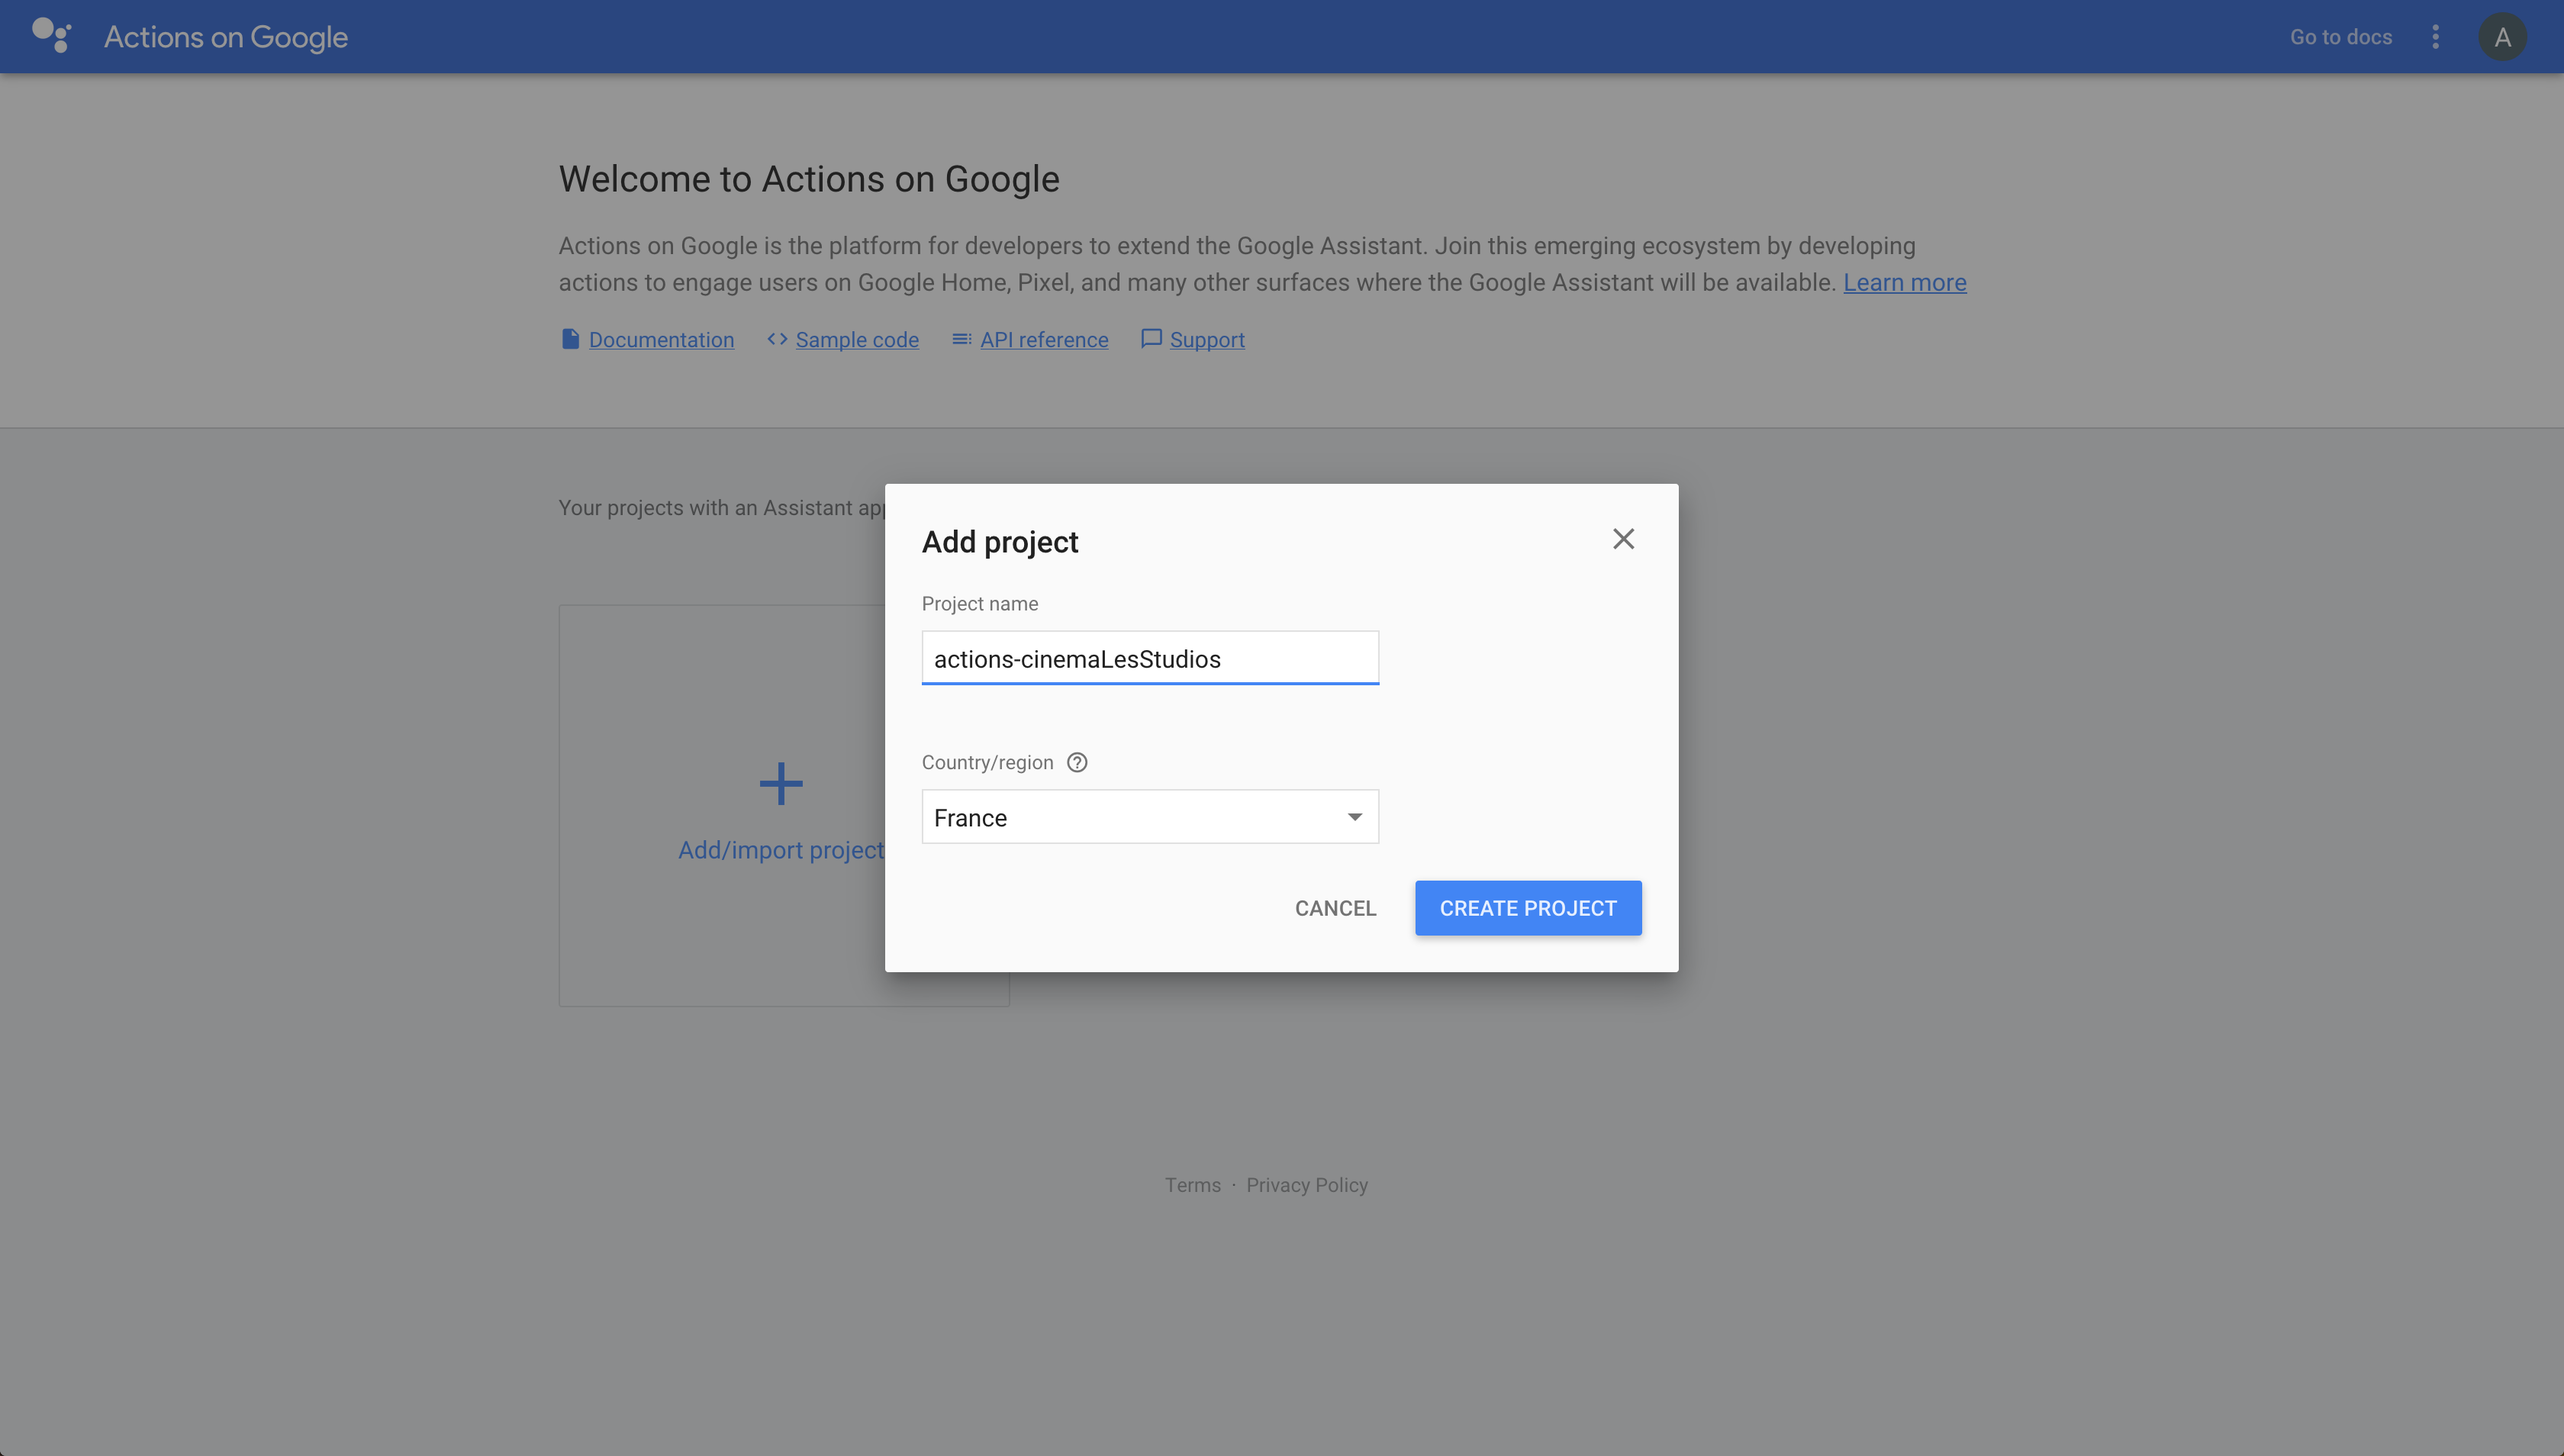 Actions on Google
Go to docs
A
Welcome to Actions on Google
Actions on Google is the platform for developers to extend the Google Assistant. Join this emerging ecosystem by developing
actions to engage users on Google Home, Pixel, and many other surfaces where the Google Assistant will be available. Learn more
Documentation
Sample code
API reference
Support
Your projects with an Assistant app
Add/import project
Add project
Project name
actions-cinemaLesStudios
Country/region
France
CANCEL
CREATE PROJECT
Terms · Privacy Policy